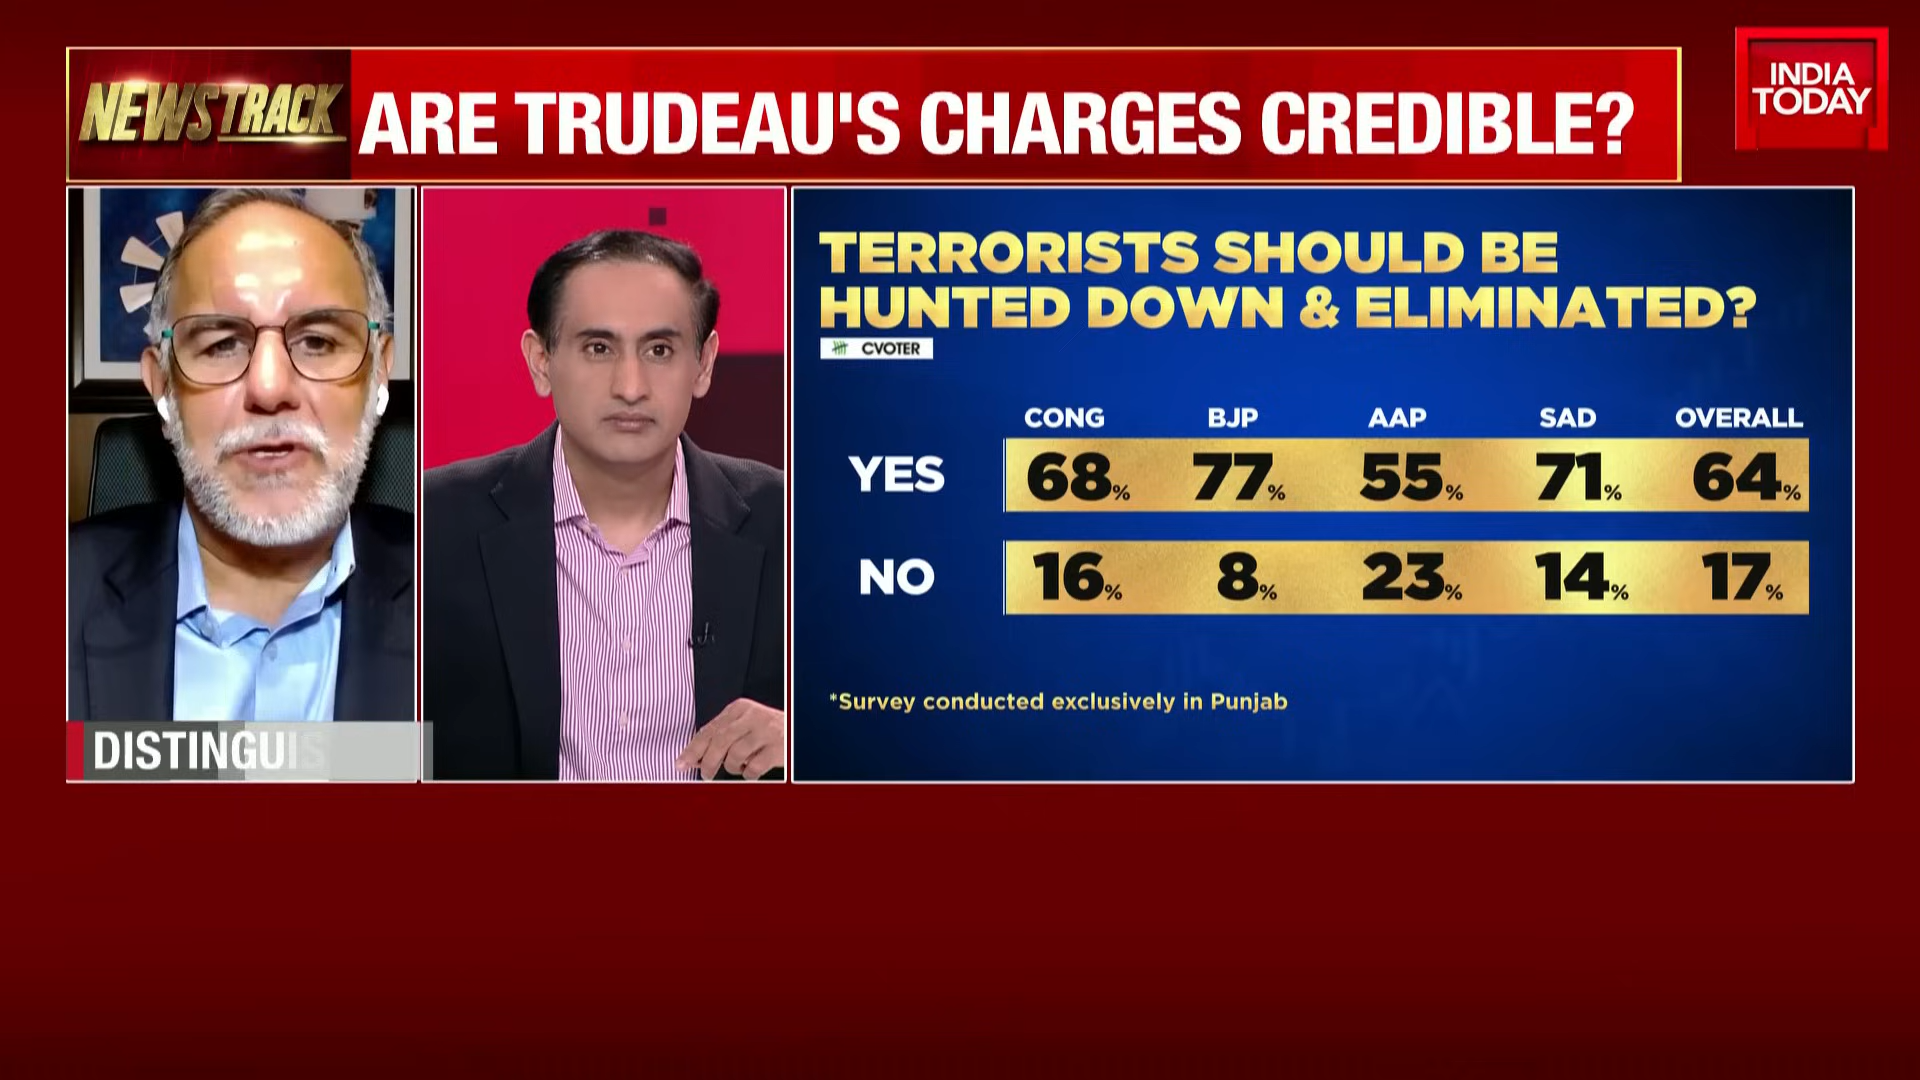 NEWSTRACK
ARE TRUDEAU'S CHARGES CREDIBLE?
INDIA
TODAY
TERRORISTS SHOULD BE
HUNTED DOWN & ELIMINATED?
CVOTER
CONG BJP AAP SAD OVERALL
YES 68% 77% 55% 71% 64%
NO 16% 8% 23% 14% 17%
*Survey conducted exclusively in Punjab
DISTINGUIS